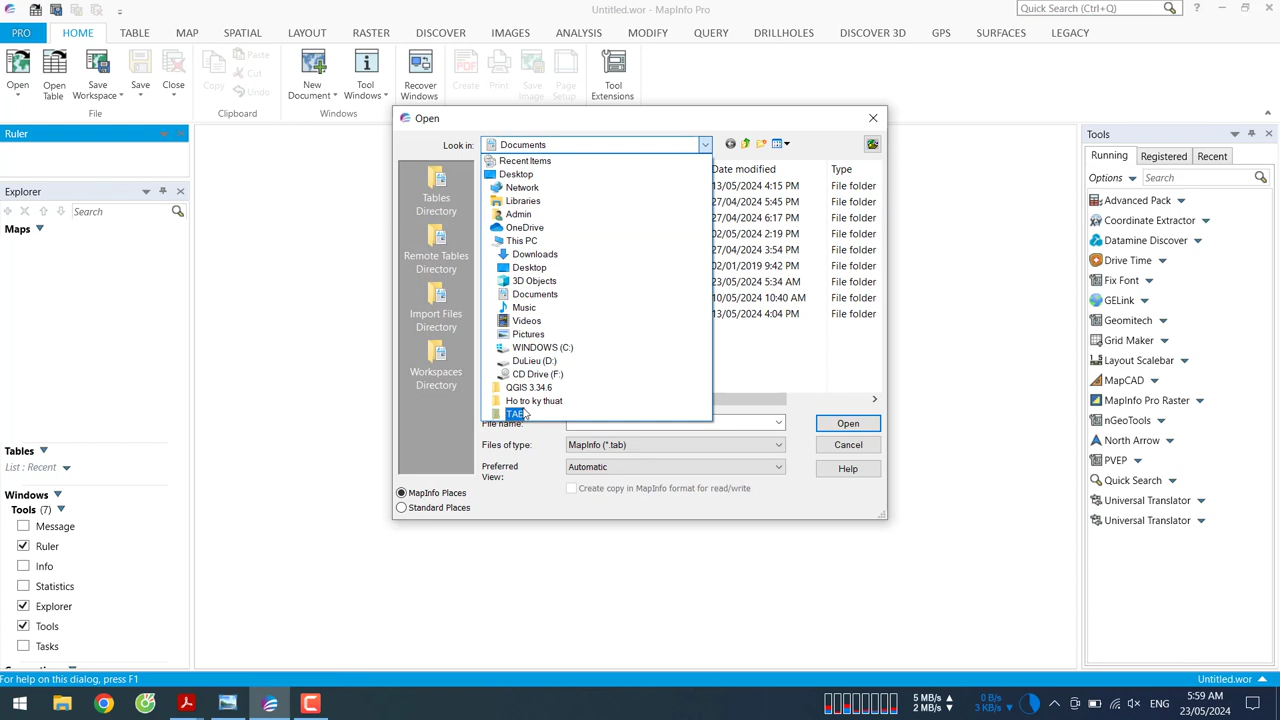 Untitled.wor - MapInfo Pro
Quick Search (Ctrl+Q)
PRO HOME TABLE MAP SPATIAL LAYOUT RASTER DISCOVER IMAGES ANALYSIS MODIFY QUERY DRILLHOLES DISCOVER 3D GPS SURFACES LEGACY
Open
Open Table
Save Workspace
Save
Close
File
Copy
Paste
Cut
Undo
Clipboard
New Document
Tool Windows
Windows
Recover Windows
Create
Print
Save Image
Page Setup
Tool Extensions
Ruler
Explorer
Search
Maps
Tables
List : Recent
Windows
Tools (7)
Message
Ruler
Info
Statistics
Explorer
Tools
Tasks
Open
Look in: Documents
Tables Directory
Remote Tables Directory
Import Files Directory
Workspaces Directory
MapInfo Places
Standard Places
Recent Items
Desktop
Network
Libraries
Admin
OneDrive
This PC
Downloads
Desktop
3D Objects
Documents
Music
Videos
Pictures
WINDOWS (C:)
DuLieu (D:)
CD Drive (F:)
QGIS 3.34.6
Ho tro ky thuat
Date modified Type
13/05/2024 4:15 PM File folder
27/04/2024 5:45 PM File folder
27/04/2024 6:17 PM File folder
02/05/2024 2:19 PM File folder
27/04/2024 3:54 PM File folder
02/01/2019 9:42 PM File folder
23/05/2024 5:34 AM File folder
10/05/2024 10:40 AM File folder
13/05/2024 4:04 PM File folder
File name:
Files of type: MapInfo (*.tab)
Preferred View: Automatic
Create copy in MapInfo format for read/write
Open
Cancel
Help
Tools
Running Registered Recent
Options Search
Advanced Pack
Coordinate Extractor
Datamine Discover
Drive Time
Fix Font
GELink
Geomitech
Grid Maker
Layout Scalebar
MapCAD
MapInfo Pro Raster
nGeoTools
North Arrow
PVEP
Quick Search
Universal Translator
Universal Translator
For help on this dialog, press F1
Untitled.wor
5 MB/s
2 MB/s
0 B/s
3 KB/s
ENG
5:59 AM
23/05/2024